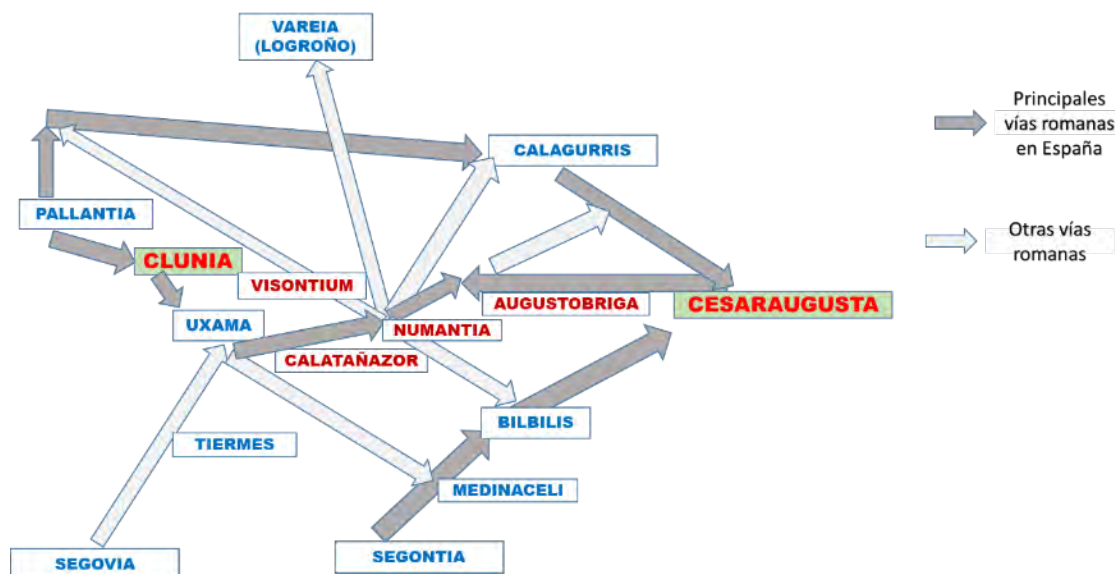 VAREIA
(LOGROÑO)
Principales
vías romanas
en España
CALAGURRIS
PALLANTIA
Otras vías
romanas
CLUNIA
VISONTIUM
AUGUSTOBRIGA
CESARAUGUSTA
UXAMA
NUMANTIA
CALATAÑAZOR
BILBILIS
TIERMES
MEDINACELI
SEGOVIA
SEGONTIA